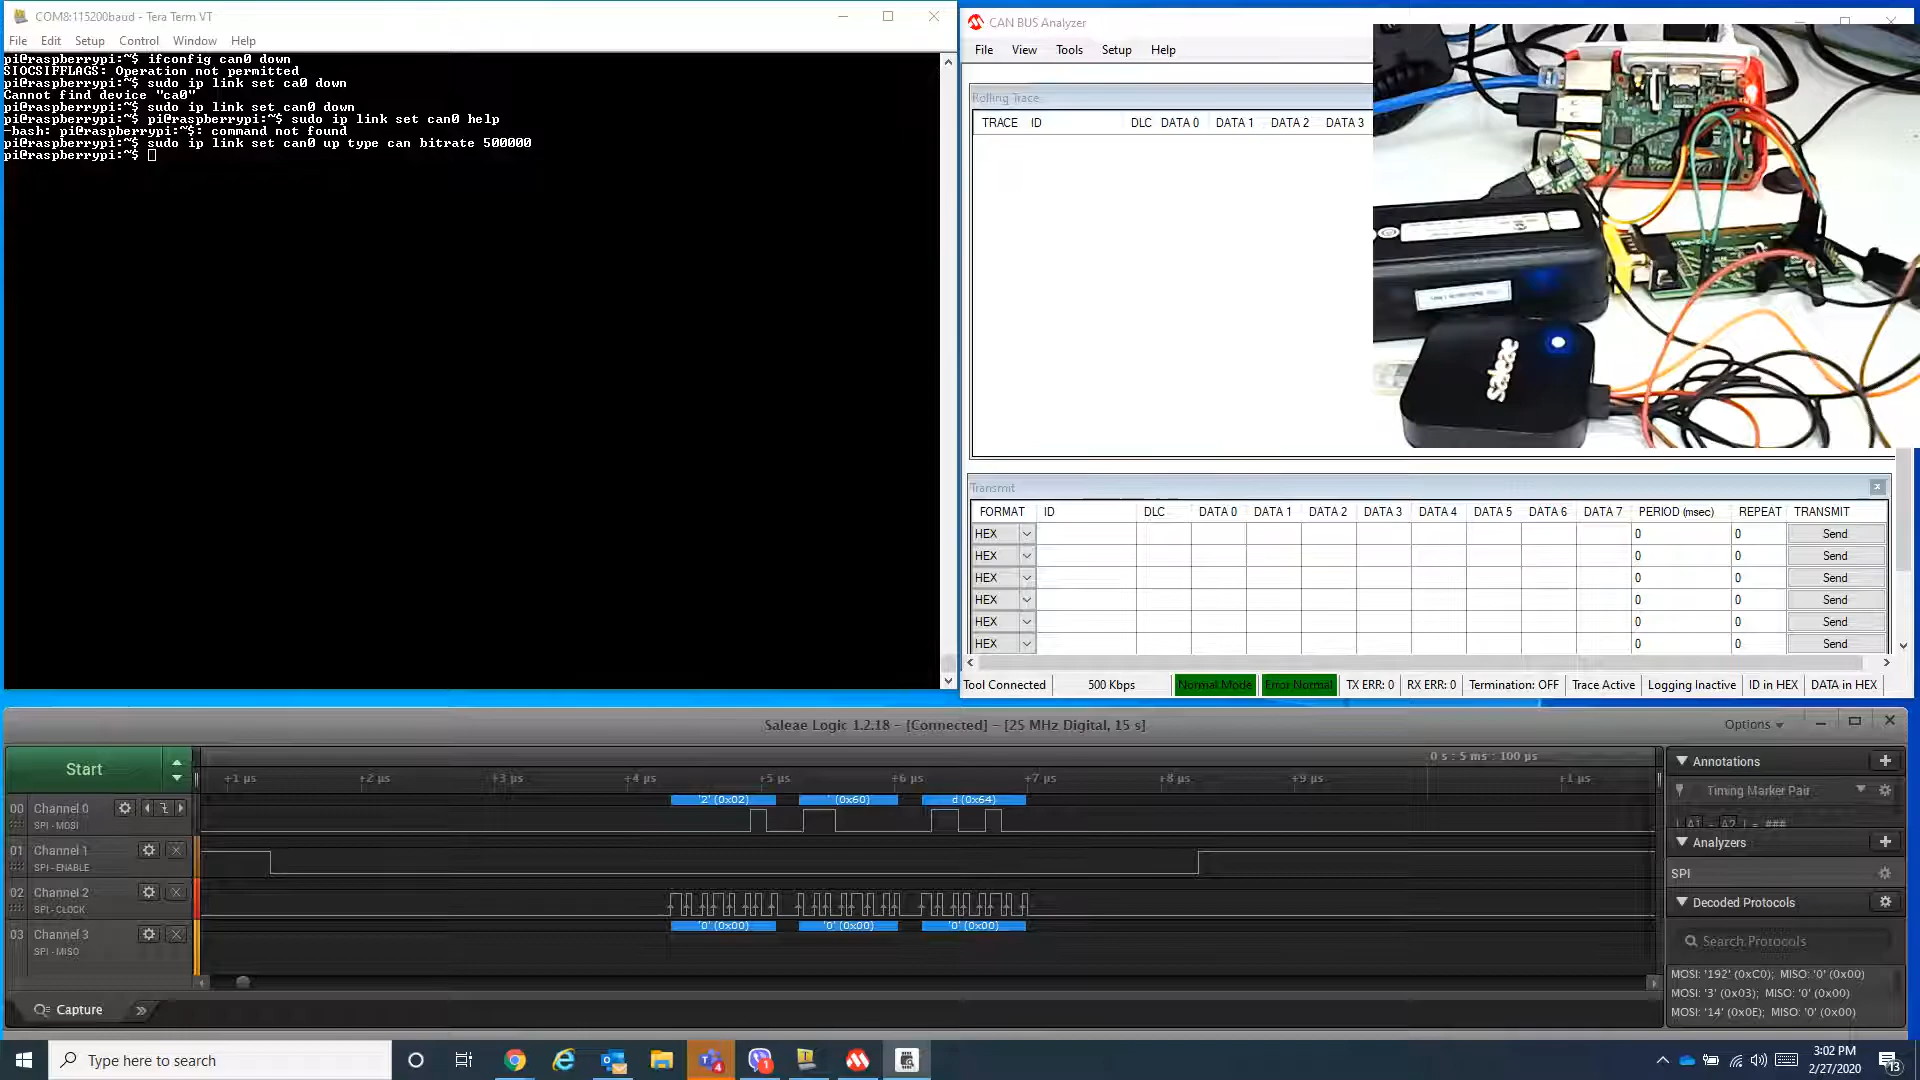 COM8:115200baud - Tera Term VT
File Edit Setup Control Window Help
pi@raspberrypi:~$ ifconfig can0 down
SIOCSIFFLAGS: Operation not permitted
pi@raspberrypi:~$ sudo ip link set ca0 down
Cannot find device "ca0"
pi@raspberrypi:~$ sudo ip link set can0 down
pi@raspberrypi:~$ pi@raspberrypi:~$ sudo ip link set can0 help
-bash: pi@raspberrypi:~$: command not found
pi@raspberrypi:~$ sudo ip link set can0 up type can bitrate 500000
pi@raspberrypi:~$
CAN BUS Analyzer
File View Tools Setup Help
Rolling Trace
TRACE ID DLC DATA 0 DATA 1 DATA 2 DATA 3
saleae
Transmit
FORMAT ID DLC DATA 0 DATA 1 DATA 2 DATA 3 DATA 4 DATA 5 DATA 6 DATA 7 PERIOD (msec) REPEAT TRANSMIT
HEX 0 0 Send
HEX 0 0 Send
HEX 0 0 Send
HEX 0 0 Send
HEX 0 0 Send
HEX 0 0 Send
Tool Connected 500 Kbps Normal Mode Error Normal TX ERR: 0 RX ERR: 0 Termination: OFF Trace Active Logging Inactive ID in HEX DATA in HEX
Saleae Logic 1.2.18 - [Connected] - [25 MHz Digital, 15 s]
Options
Start
0 s : 5 ms : 100 µs
+1 µs +2 µs +3 µs +4 µs +5 µs +6 µs +7 µs +8 µs +9 µs +1 µs
00 Channel 0
SPI - MOSI
'2' (0x02) ` (0x60) d (0x64)
01 Channel 1
SPI - ENABLE
02 Channel 2
SPI - CLOCK
03 Channel 3
SPI - MISO
'0' (0x00) '0' (0x00) '0' (0x00)
Capture
Annotations
Timing Marker Pair
| A1 - A2 | = ###
Analyzers
SPI
Decoded Protocols
Search Protocols
MOSI: '192' (0xC0); MISO: '0' (0x00)
MOSI: '3' (0x03); MISO: '0' (0x00)
MOSI: '14' (0x0E); MISO: '0' (0x00)
Type here to search
4
1
3:02 PM
2/27/2020
13